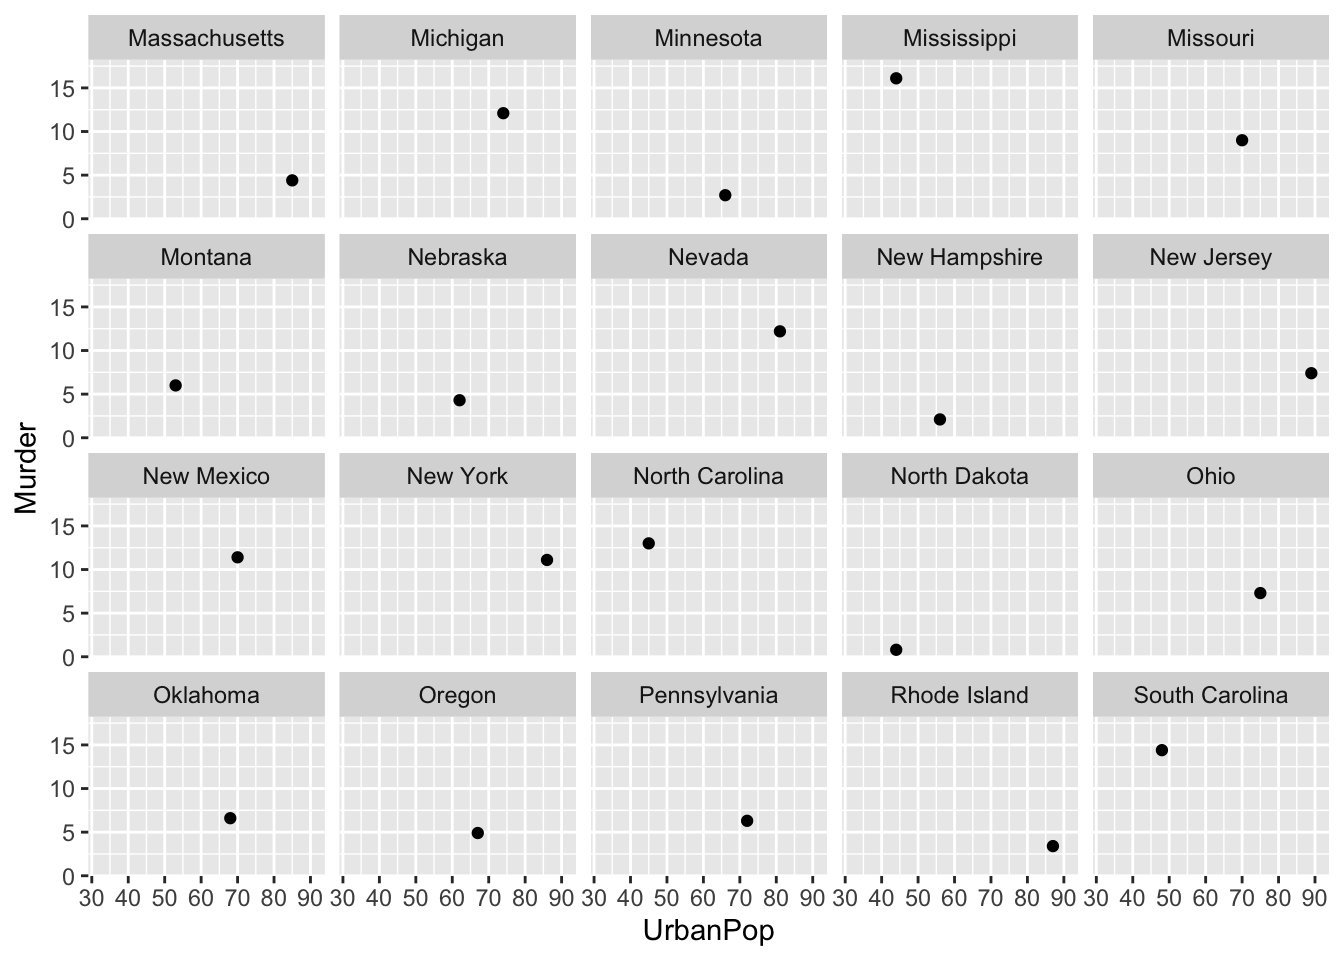 Massachusetts Michigan Minnesota Mississippi Missouri
15
10
5
0
Montana Nebraska Nevada New Hampshire New Jersey
15
10
5
0
Murder
New Mexico New York North Carolina North Dakota Ohio
15
10
5
0
Oklahoma Oregon Pennsylvania Rhode Island South Carolina
15
10
5
0
30 40 50 60 70 80 90 30 40 50 60 70 80 90 30 40 50 60 70 80 90 30 40 50 60 70 80 90 30 40 50 60 70 80 90
UrbanPop